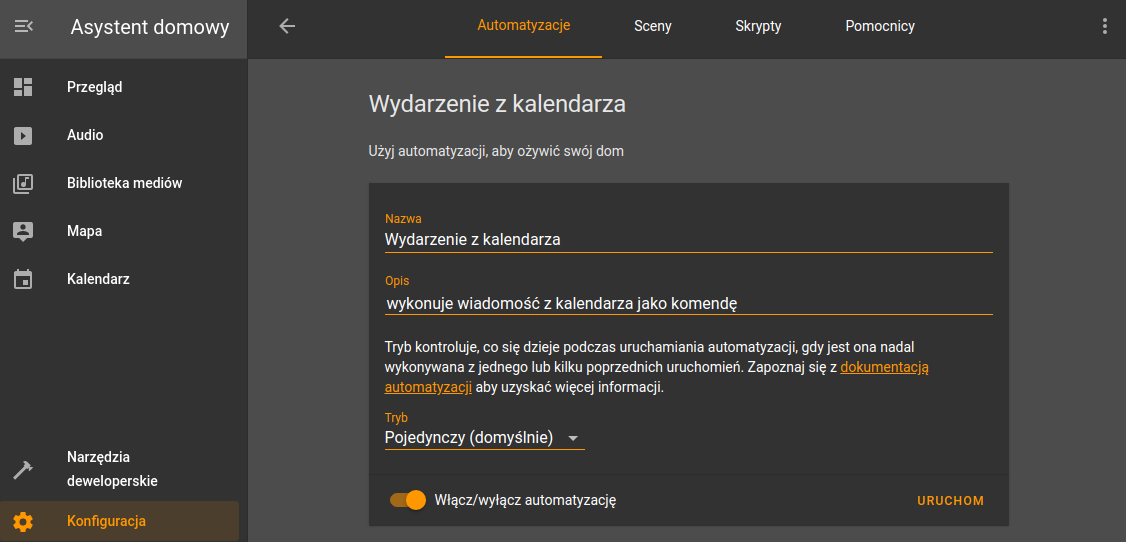 Asystent domowy
Przegląd
Audio
Biblioteka mediów
Mapa
Kalendarz
Narzędzia
deweloperskie
Konfiguracja
Automatyzacje
Sceny
Skrypty
Pomocnicy
Wydarzenie z kalendarza
Użyj automatyzacji, aby ożywić swój dom
Nazwa
Wydarzenie z kalendarza
Opis
wykonuje wiadomość z kalendarza jako komendę
Tryb kontroluje, co się dzieje podczas uruchamiania automatyzacji, gdy jest ona nadal
wykonywana z jednego lub kilku poprzednich uruchomień. Zapoznaj się z dokumentacją
automatyzacji aby uzyskać więcej informacji.
Tryb
Pojedynczy (domyślnie)
Włącz/wyłącz automatyzację
URUCHOM